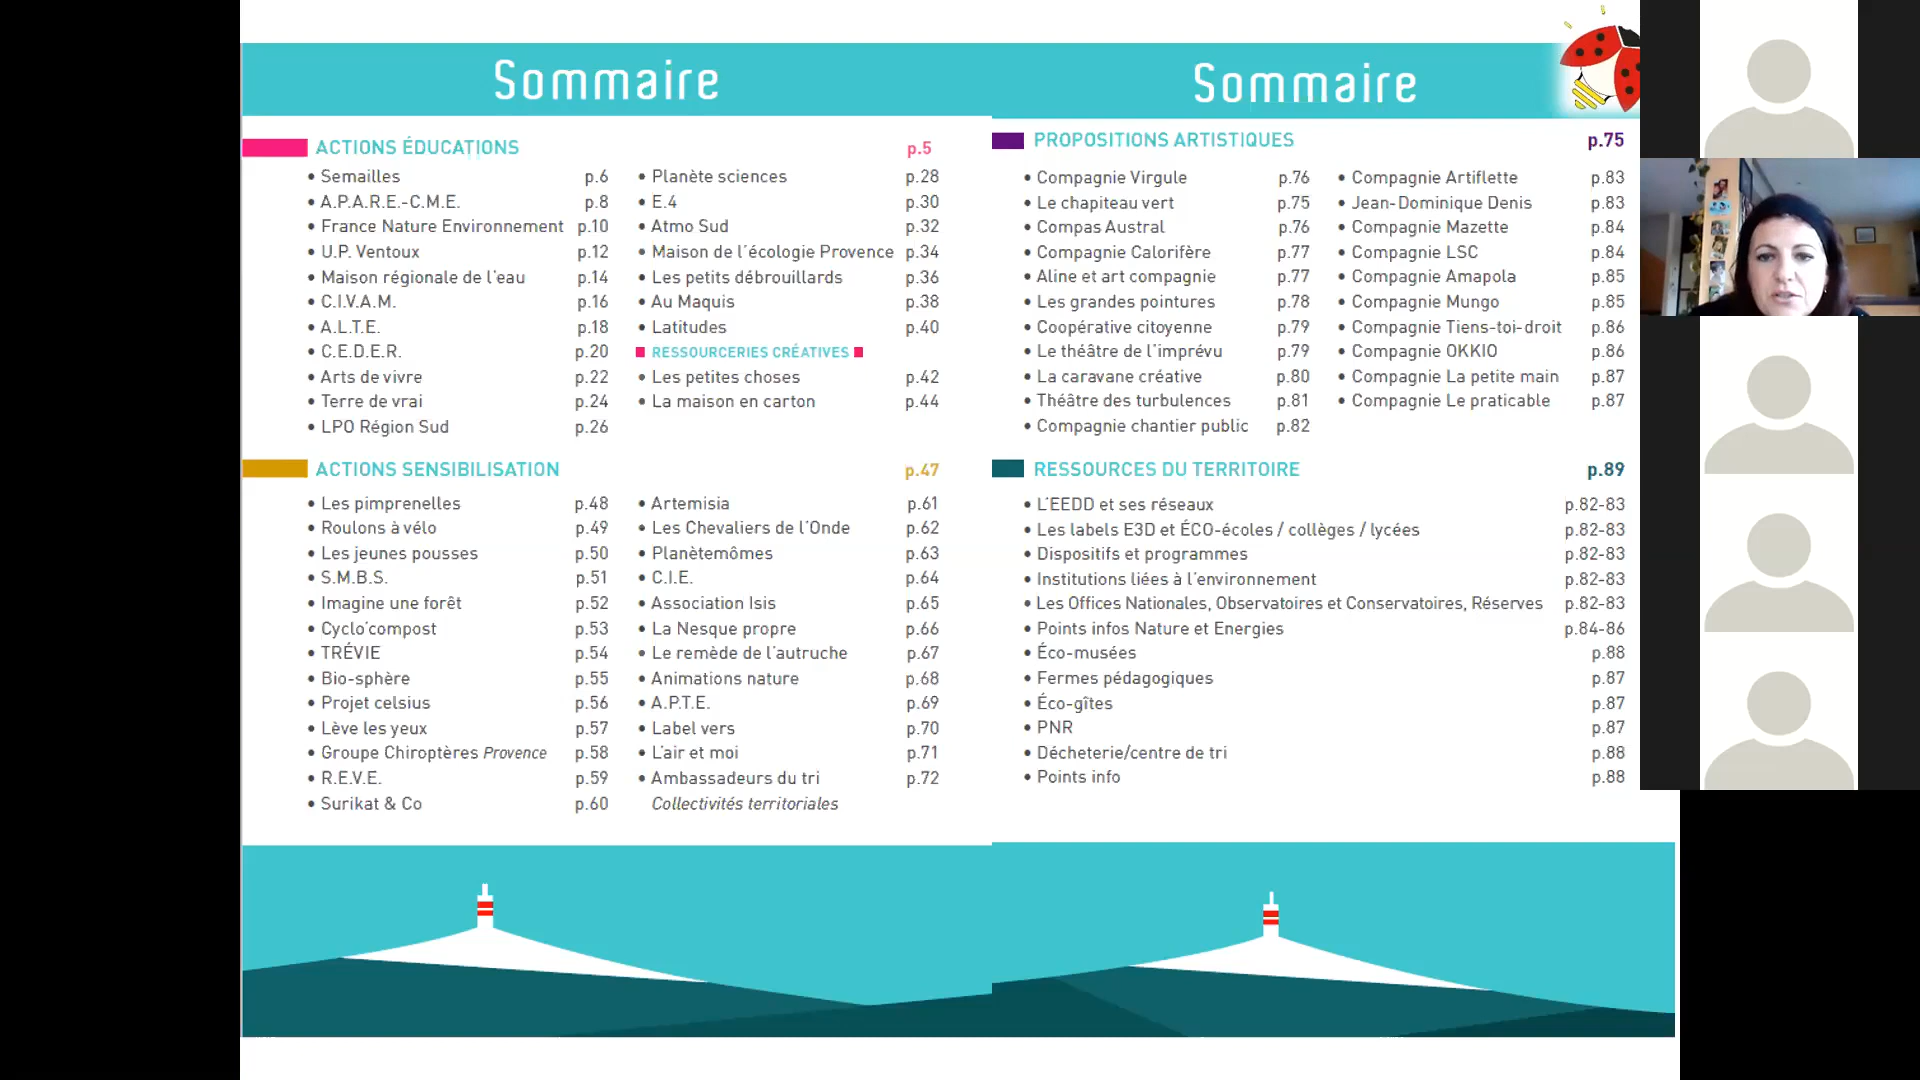 Sommaire
ACTIONS ÉDUCATIONS p.5
• Semailles p.6
• A.P.A.R.E.-C.M.E. p.8
• France Nature Environnement p.10
• U.P. Ventoux p.12
• Maison régionale de l'eau p.14
• C.I.V.A.M. p.16
• A.L.T.E. p.18
• C.E.D.E.R. p.20
• Arts de vivre p.22
• Terre de vrai p.24
• LPO Région Sud p.26
• Planète sciences p.28
• E.4 p.30
• Atmo Sud p.32
• Maison de l'écologie Provence p.34
• Les petits débrouillards p.36
• Au Maquis p.38
• Latitudes p.40
RESSOURCERIES CRÉATIVES
• Les petites choses p.42
• La maison en carton p.44
ACTIONS SENSIBILISATION p.47
• Les pimprenelles p.48
• Roulons à vélo p.49
• Les jeunes pousses p.50
• S.M.B.S. p.51
• Imagine une forêt p.52
• Cyclo'compost p.53
• TRÉVIE p.54
• Bio-sphère p.55
• Projet celsius p.56
• Lève les yeux p.57
• Groupe Chiroptères Provence p.58
• R.E.V.E. p.59
• Surikat & Co p.60
• Artemisia p.61
• Les Chevaliers de l'Onde p.62
• Planètemômes p.63
• C.I.E. p.64
• Association Isis p.65
• La Nesque propre p.66
• Le remède de l'autruche p.67
• Animations nature p.68
• A.P.T.E. p.69
• Label vers p.70
• L'air et moi p.71
• Ambassadeurs du tri p.72
Collectivités territoriales
Sommaire
PROPOSITIONS ARTISTIQUES p.75
• Compagnie Virgule p.76
• Le chapiteau vert p.75
• Compas Austral p.76
• Compagnie Calorifère p.77
• Aline et art compagnie p.77
• Les grandes pointures p.78
• Coopérative citoyenne p.79
• Le théâtre de l'imprévu p.79
• La caravane créative p.80
• Théâtre des turbulences p.81
• Compagnie chantier public p.82
• Compagnie Artiflette p.83
• Jean-Dominique Denis p.83
• Compagnie Mazette p.84
• Compagnie LSC p.84
• Compagnie Amapola p.85
• Compagnie Mungo p.85
• Compagnie Tiens-toi-droit p.86
• Compagnie OKKIO p.86
• Compagnie La petite main p.87
• Compagnie Le praticable p.87
RESSOURCES DU TERRITOIRE p.89
• L'EEDD et ses réseaux p.82-83
• Les labels E3D et ÉCO-écoles / collèges / lycées p.82-83
• Dispositifs et programmes p.82-83
• Institutions liées à l'environnement p.82-83
• Les Offices Nationales, Observatoires et Conservatoires, Réserves p.82-83
• Points infos Nature et Energies p.84-86
• Éco-musées p.88
• Fermes pédagogiques p.87
• Éco-gîtes p.87
• PNR p.87
• Décheterie/centre de tri p.88
• Points info p.88